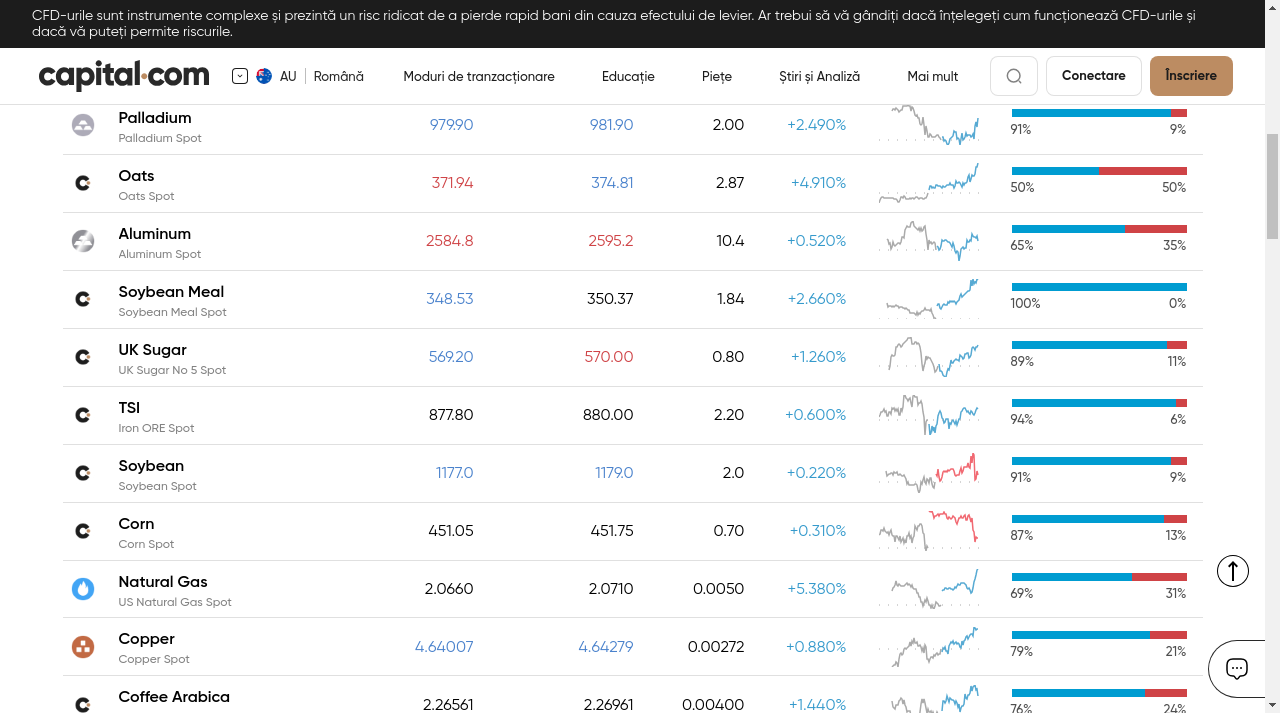 CFD-urile sunt instrumente complexe și prezintă un risc ridicat de a pierde rapid bani din cauza efectului de levier. Ar trebui să vă gândiți dacă înțelegeți cum funcționează CFD-urile și
dacă vă puteți permite riscurile.
capital.com AU Română Moduri de tranzacționare Educație Piețe Știri și Analiză Mai mult Conectare Înscriere
Palladium 979.90 981.90 2.00 +2.490% 91% 9%
Palladium Spot
Oats 371.94 374.81 2.87 +4.910% 50% 50%
Oats Spot
Aluminum 2584.8 2595.2 10.4 +0.520% 65% 35%
Aluminum Spot
Soybean Meal 348.53 350.37 1.84 +2.660% 100% 0%
Soybean Meal Spot
UK Sugar 569.20 570.00 0.80 +1.260% 89% 11%
UK Sugar No 5 Spot
TSI 877.80 880.00 2.20 +0.600% 94% 6%
Iron ORE Spot
Soybean 1177.0 1179.0 2.0 +0.220% 91% 9%
Soybean Spot
Corn 451.05 451.75 0.70 +0.310% 87% 13%
Corn Spot
Natural Gas 2.0660 2.0710 0.0050 +5.380% 69% 31%
US Natural Gas Spot
Copper 4.64007 4.64279 0.00272 +0.880% 79% 21%
Copper Spot
Coffee Arabica 2.26561 2.26961 0.00400 +1.440% 76% 24%